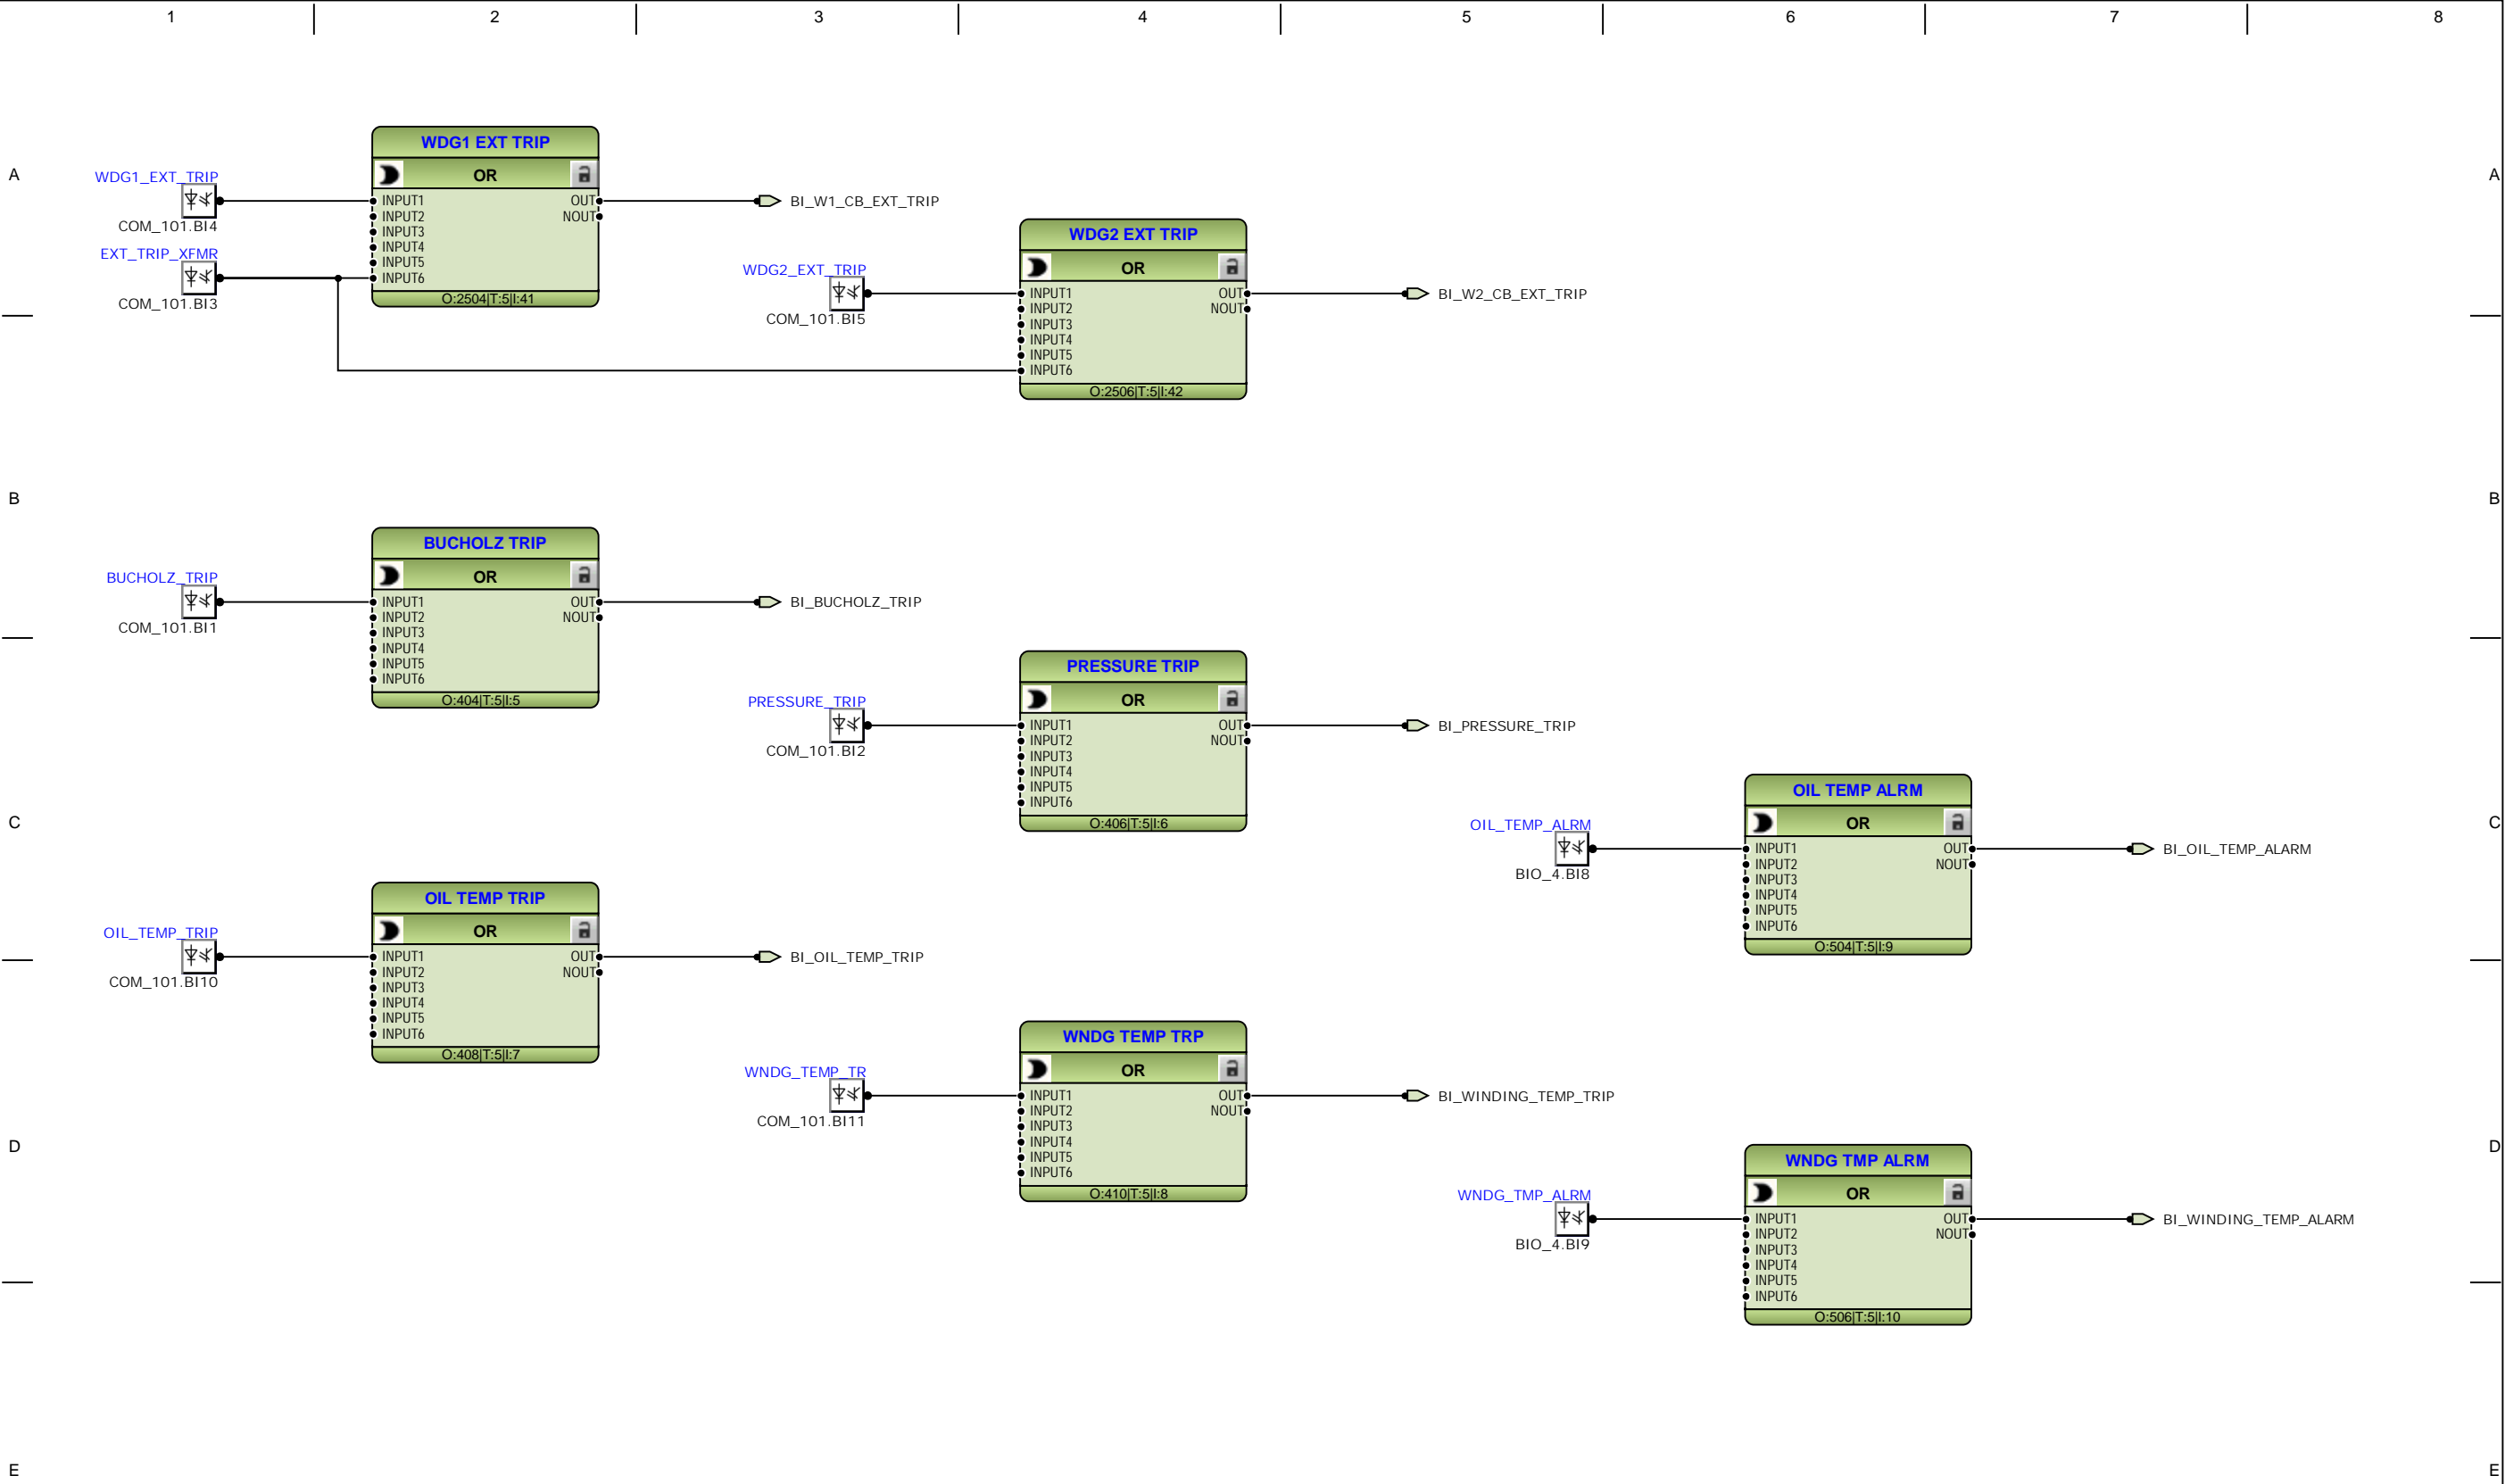 1 2 3 4 5 6 7 8
A A
WDG1 EXT TRIP
OR
WDG1_EXT_TRIP
COM_101.BI4
EXT_TRIP_XFMR
COM_101.BI3
INPUT1 OUT
INPUT2 NOUT
INPUT3
INPUT4
INPUT5
INPUT6
O:2504|T:5|I:41
BI_W1_CB_EXT_TRIP
WDG2 EXT TRIP
OR
WDG2_EXT_TRIP
COM_101.BI5
INPUT1 OUT
INPUT2 NOUT
INPUT3
INPUT4
INPUT5
INPUT6
O:2506|T:5|I:42
BI_W2_CB_EXT_TRIP
B B
BUCHOLZ TRIP
OR
BUCHOLZ_TRIP
COM_101.BI1
INPUT1 OUT
INPUT2 NOUT
INPUT3
INPUT4
INPUT5
INPUT6
O:404|T:5|I:5
BI_BUCHOLZ_TRIP
PRESSURE TRIP
OR
PRESSURE_TRIP
COM_101.BI2
INPUT1 OUT
INPUT2 NOUT
INPUT3
INPUT4
INPUT5
INPUT6
O:406|T:5|I:6
BI_PRESSURE_TRIP
C C
OIL TEMP ALRM
OR
OIL_TEMP_ALRM
BIO_4.BI8
INPUT1 OUT
INPUT2 NOUT
INPUT3
INPUT4
INPUT5
INPUT6
O:504|T:5|I:9
BI_OIL_TEMP_ALARM
OIL TEMP TRIP
OR
OIL_TEMP_TRIP
COM_101.BI10
INPUT1 OUT
INPUT2 NOUT
INPUT3
INPUT4
INPUT5
INPUT6
O:408|T:5|I:7
BI_OIL_TEMP_TRIP
WNDG TEMP TRP
OR
WNDG_TEMP_TR
COM_101.BI11
INPUT1 OUT
INPUT2 NOUT
INPUT3
INPUT4
INPUT5
INPUT6
O:410|T:5|I:8
BI_WINDING_TEMP_TRIP
D D
WNDG TMP ALRM
OR
WNDG_TMP_ALRM
BIO_4.BI9
INPUT1 OUT
INPUT2 NOUT
INPUT3
INPUT4
INPUT5
INPUT6
O:506|T:5|I:10
BI_WINDING_TEMP_ALARM
E E